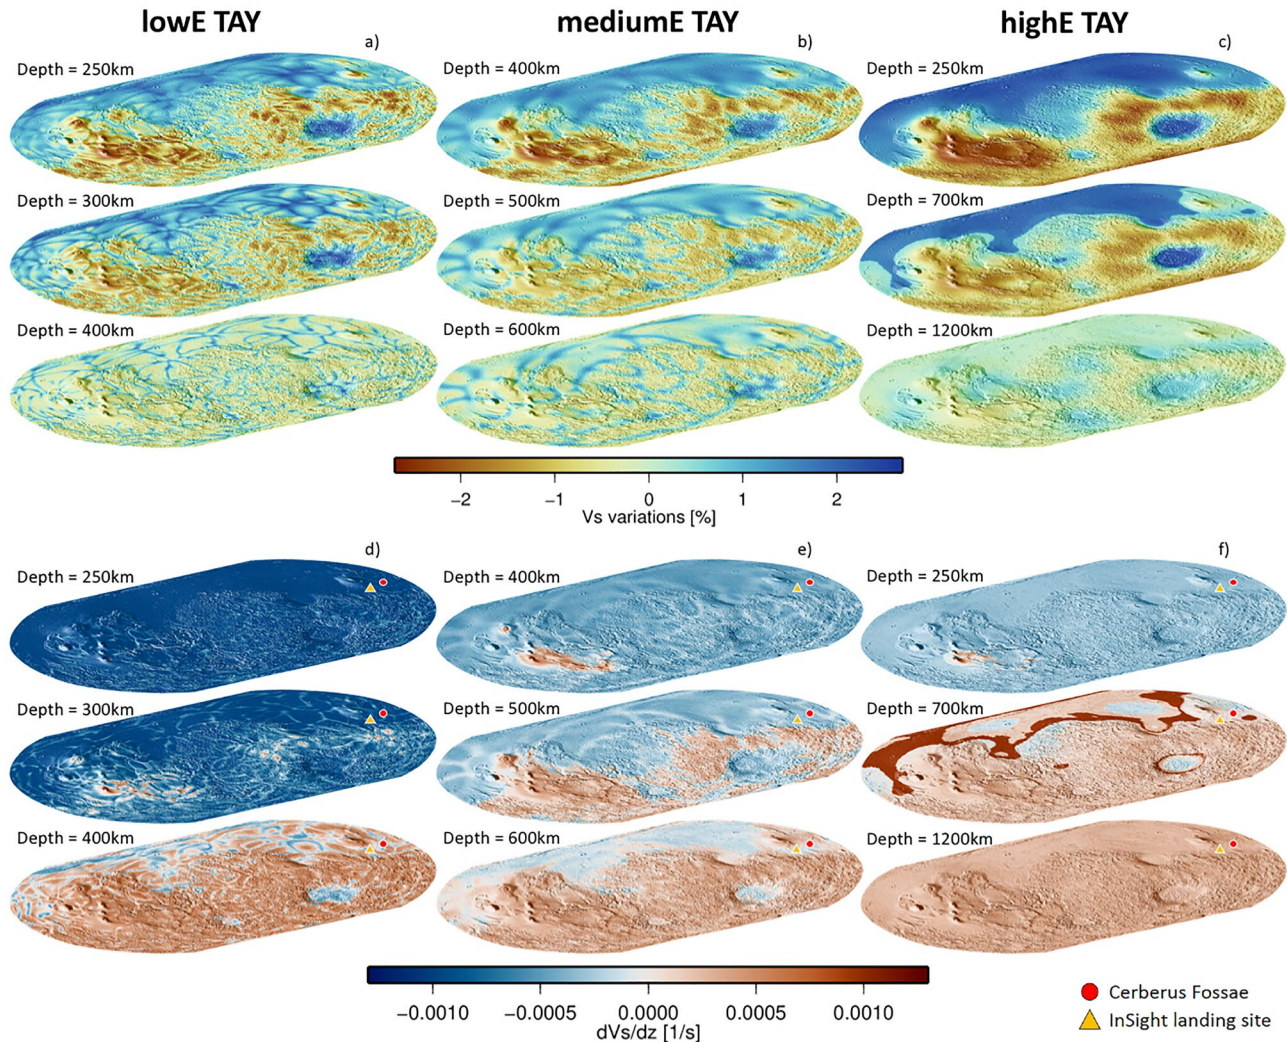 lowE TAY
mediumE TAY
highE TAY
a)
b)
c)
Depth = 250km
Depth = 400km
Depth = 250km
Depth = 300km
Depth = 500km
Depth = 700km
Depth = 400km
Depth = 600km
Depth = 1200km
−2 −1 0 1 2
Vs variations [%]
d)
e)
f)
Depth = 250km
Depth = 400km
Depth = 250km
Depth = 300km
Depth = 500km
Depth = 700km
Depth = 400km
Depth = 600km
Depth = 1200km
−0.0010 −0.0005 0.0000 0.0005 0.0010
dVs/dz [1/s]
Cerberus Fossae
InSight landing site